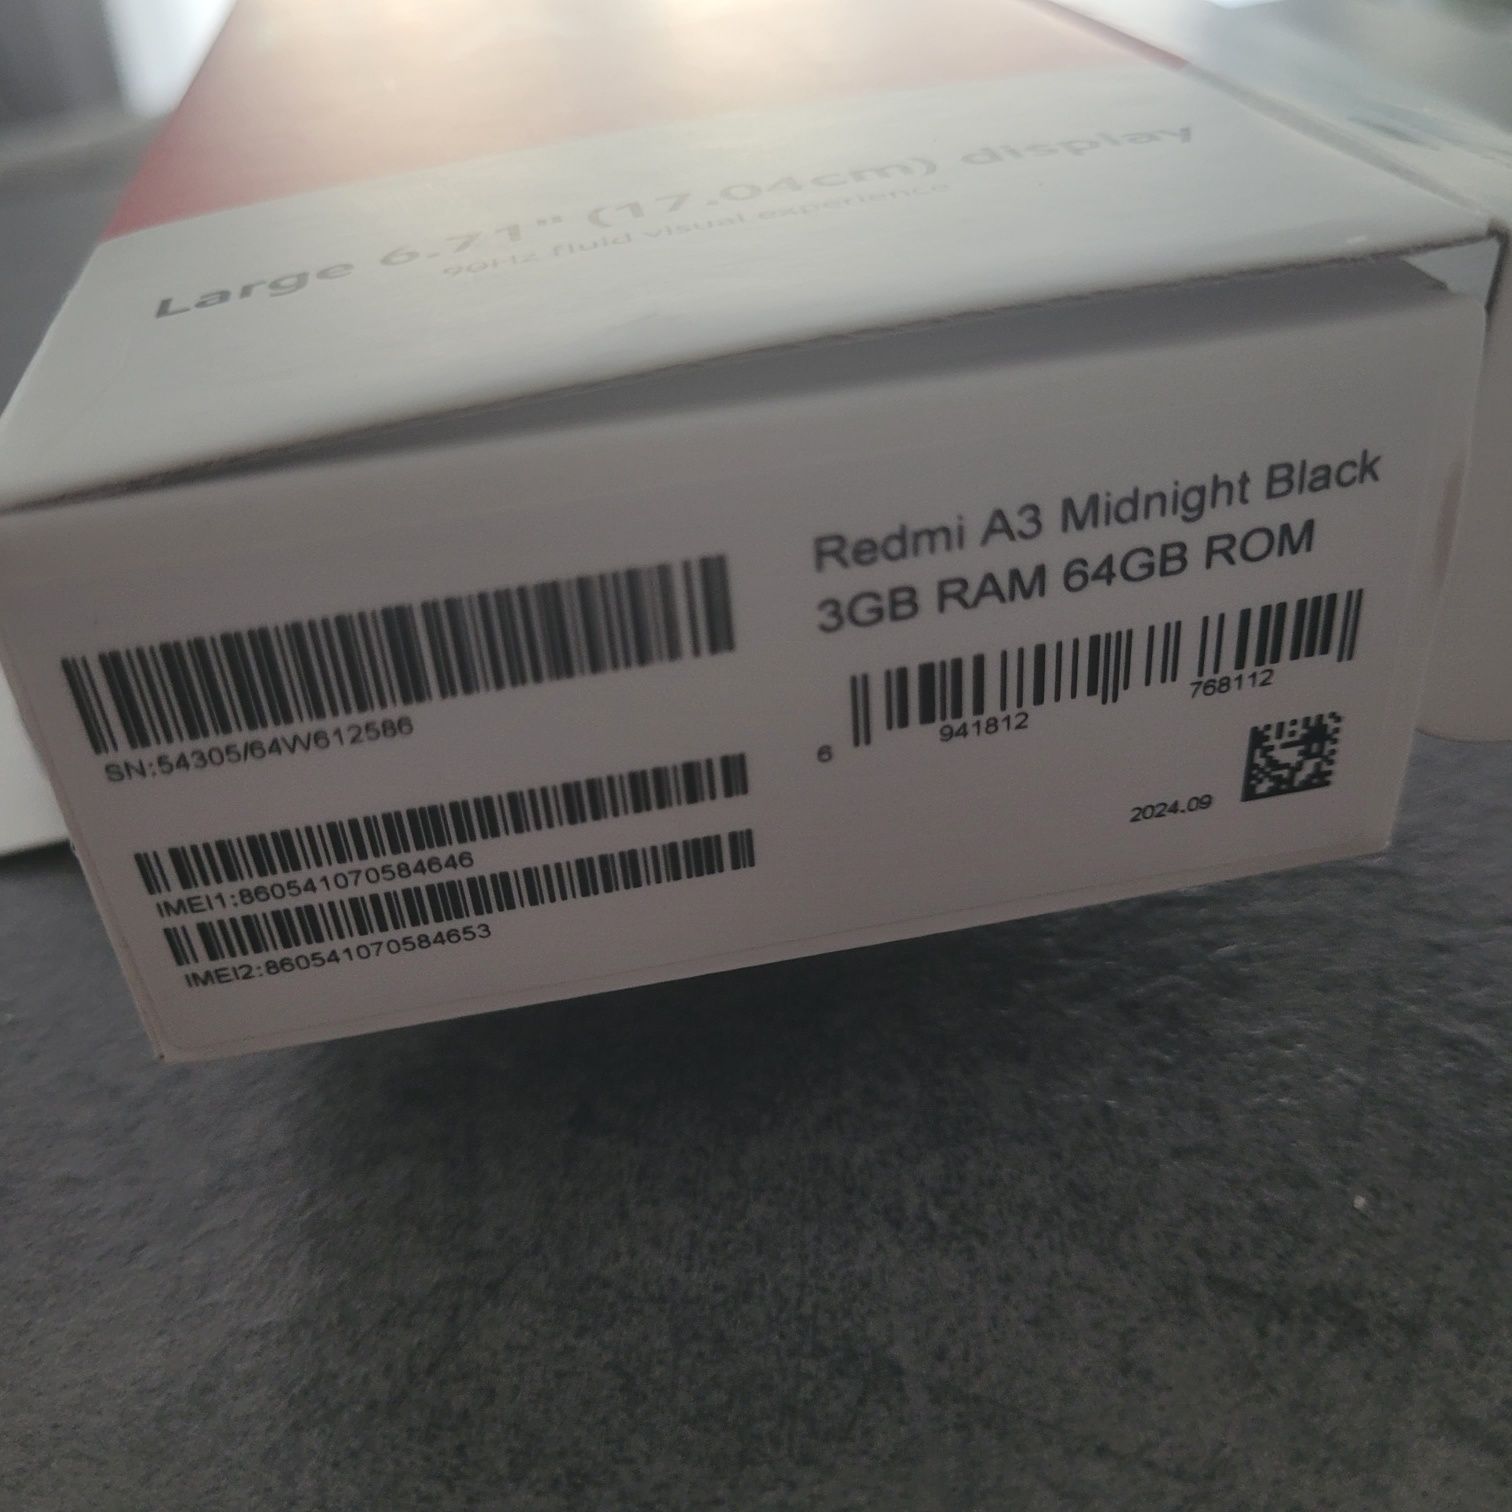 Large 6.71" (17.04cm) display
90Hz fluid visual experience
Redmi A3 Midnight Black
3GB RAM 64GB ROM
SN:54305/64W612586
6 941812 768112
2024.09
IMEI1:860541070584646
IMEI2:860541070584653